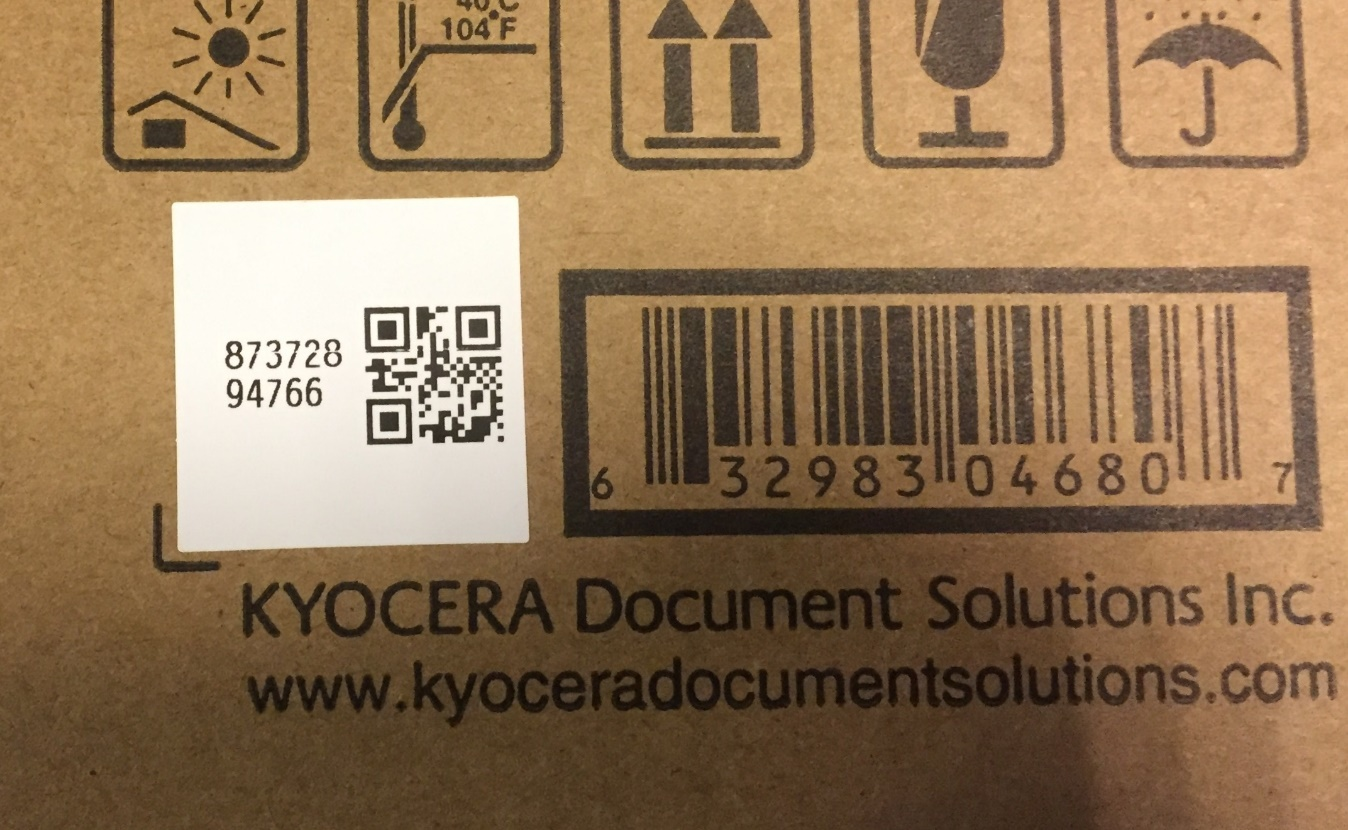 40°C
104°F
873728
94766
6 32983 04680 7
KYOCERA Document Solutions Inc.
www.kyoceradocumentsolutions.com